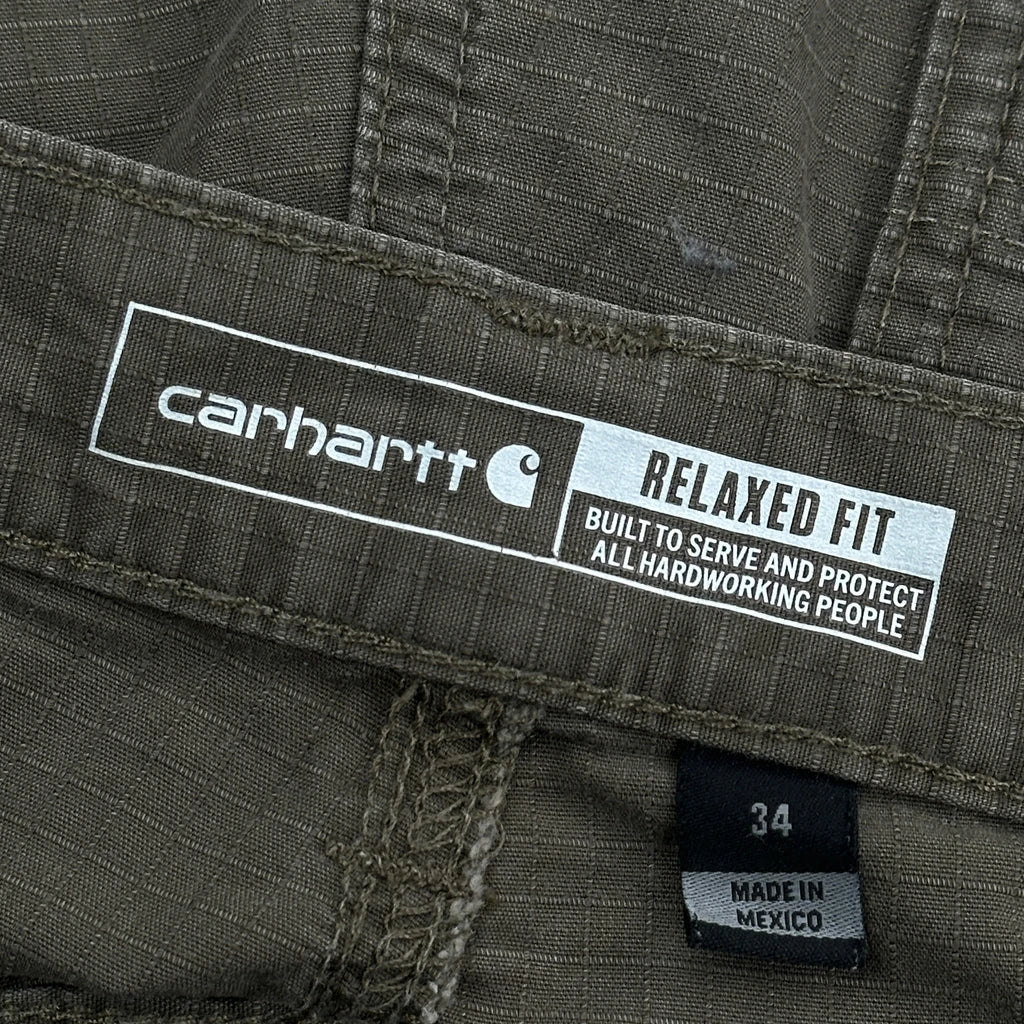 carhartt
RELAXED FIT
BUILT TO SERVE AND PROTECT
ALL HARDWORKING PEOPLE
34
MADE IN
MEXICO